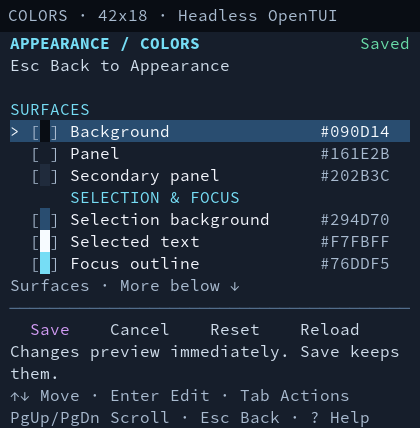 COLORS · 42x18 · Headless OpenTUI
APPEARANCE / COLORS Saved
Esc Back to Appearance
SURFACES
> [ ] Background #090D14
[ ] Panel #161E2B
[ ] Secondary panel #202B3C
SELECTION & FOCUS
[ ] Selection background #294D70
[ ] Selected text #F7FBFF
[ ] Focus outline #76DDF5
Surfaces · More below ↓
Save Cancel Reset Reload
Changes preview immediately. Save keeps
them.
↑↓ Move · Enter Edit · Tab Actions
PgUp/PgDn Scroll · Esc Back · ? Help